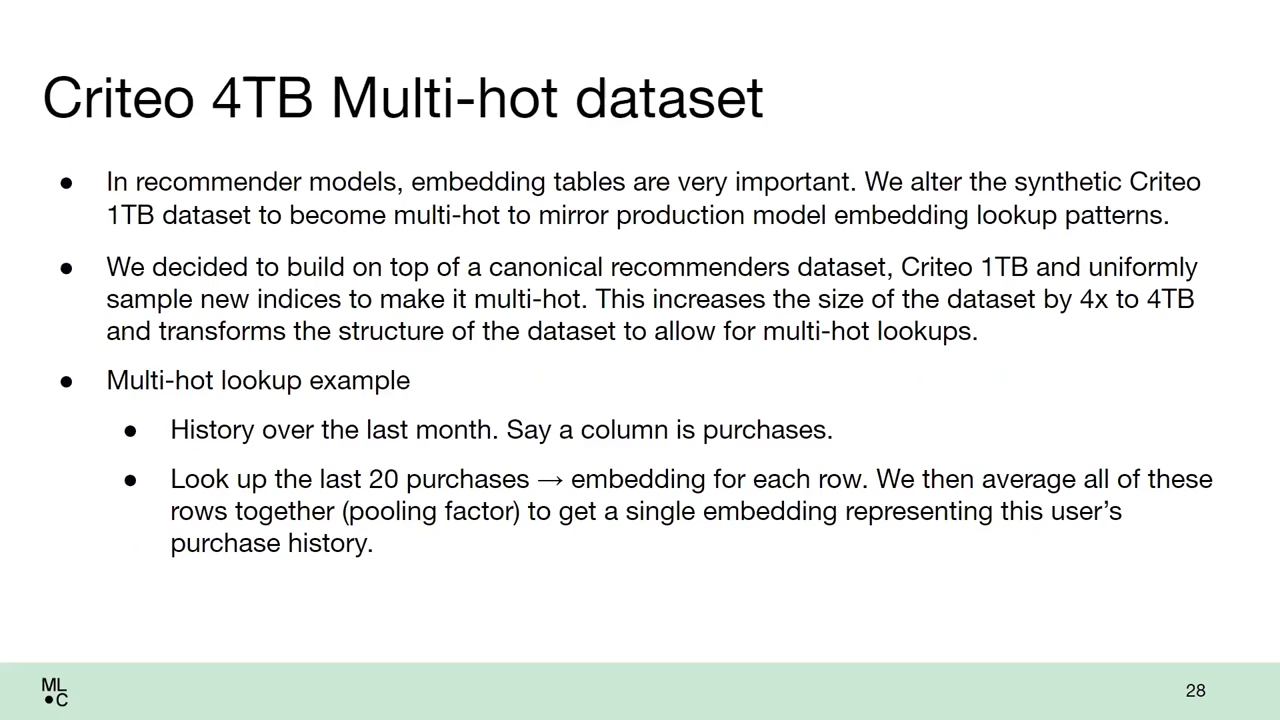 Criteo 4TB Multi-hot dataset
● In recommender models, embedding tables are very important. We alter the synthetic Criteo
1TB dataset to become multi-hot to mirror production model embedding lookup patterns.
● We decided to build on top of a canonical recommenders dataset, Criteo 1TB and uniformly
sample new indices to make it multi-hot. This increases the size of the dataset by 4x to 4TB
and transforms the structure of the dataset to allow for multi-hot lookups.
● Multi-hot lookup example
● History over the last month. Say a column is purchases.
● Look up the last 20 purchases → embedding for each row. We then average all of these
rows together (pooling factor) to get a single embedding representing this user’s
purchase history.
ML
●C
28